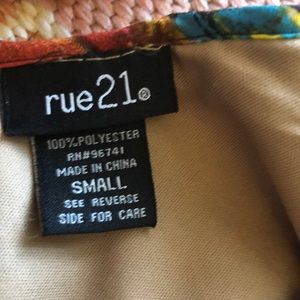 rue21®
100% POLYESTER
RN#96741
MADE IN CHINA
SMALL
SEE REVERSE
SIDE FOR CARE